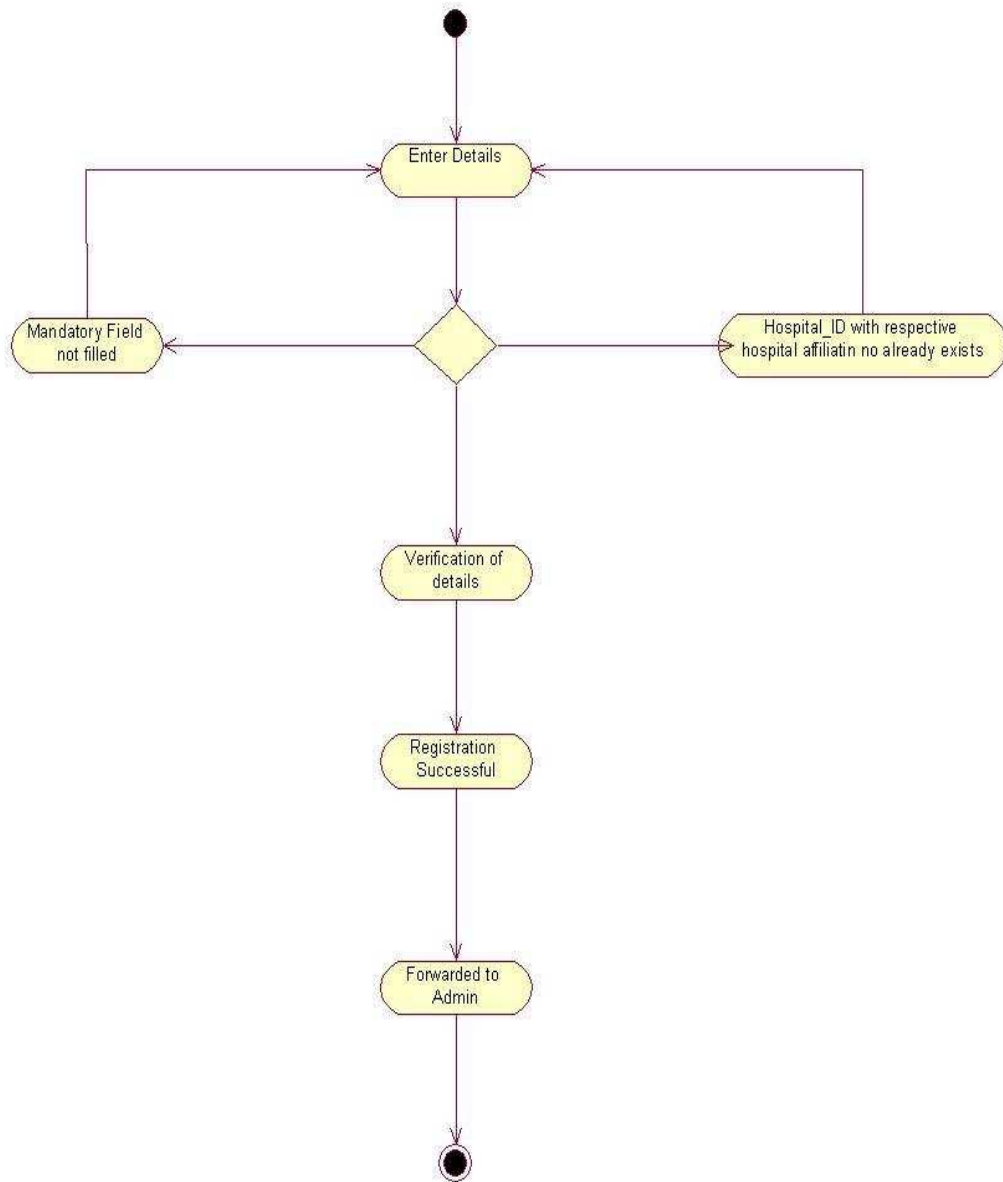 Enter Details
Mandatory Field
not filled
Hospital_ID with respective
hospital affiliatin no already exists
Verification of
details
Registration
Successful
Forwarded to
Admin